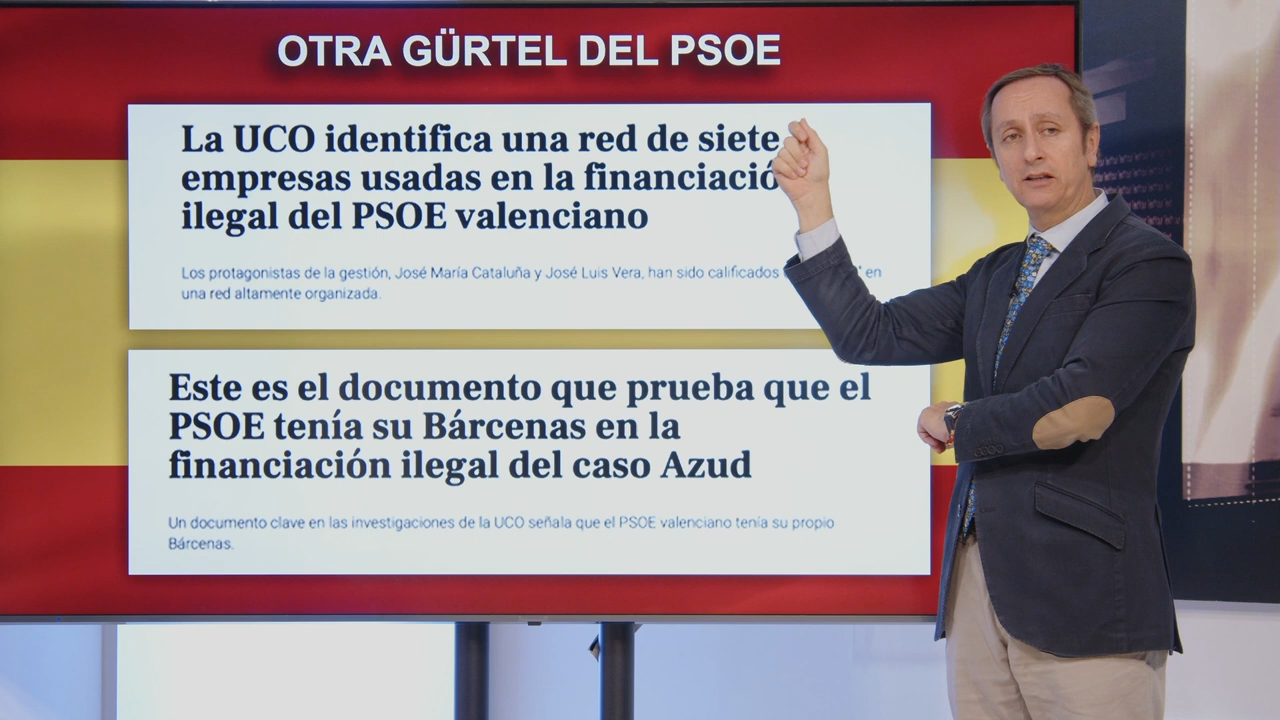 OTRA GÜRTEL DEL PSOE
La UCO identifica una red de siete
empresas usadas en la financiació
ilegal del PSOE valenciano
Los protagonistas de la gestión, José María Cataluña y José Luis Vera, han sido calificados en
una red altamente organizada.
Este es el documento que prueba que el
PSOE tenía su Bárcenas en la
financiación ilegal del caso Azud
Un documento clave en las investigaciones de la UCO señala que el PSOE valenciano tenía su propio
Bárcenas.